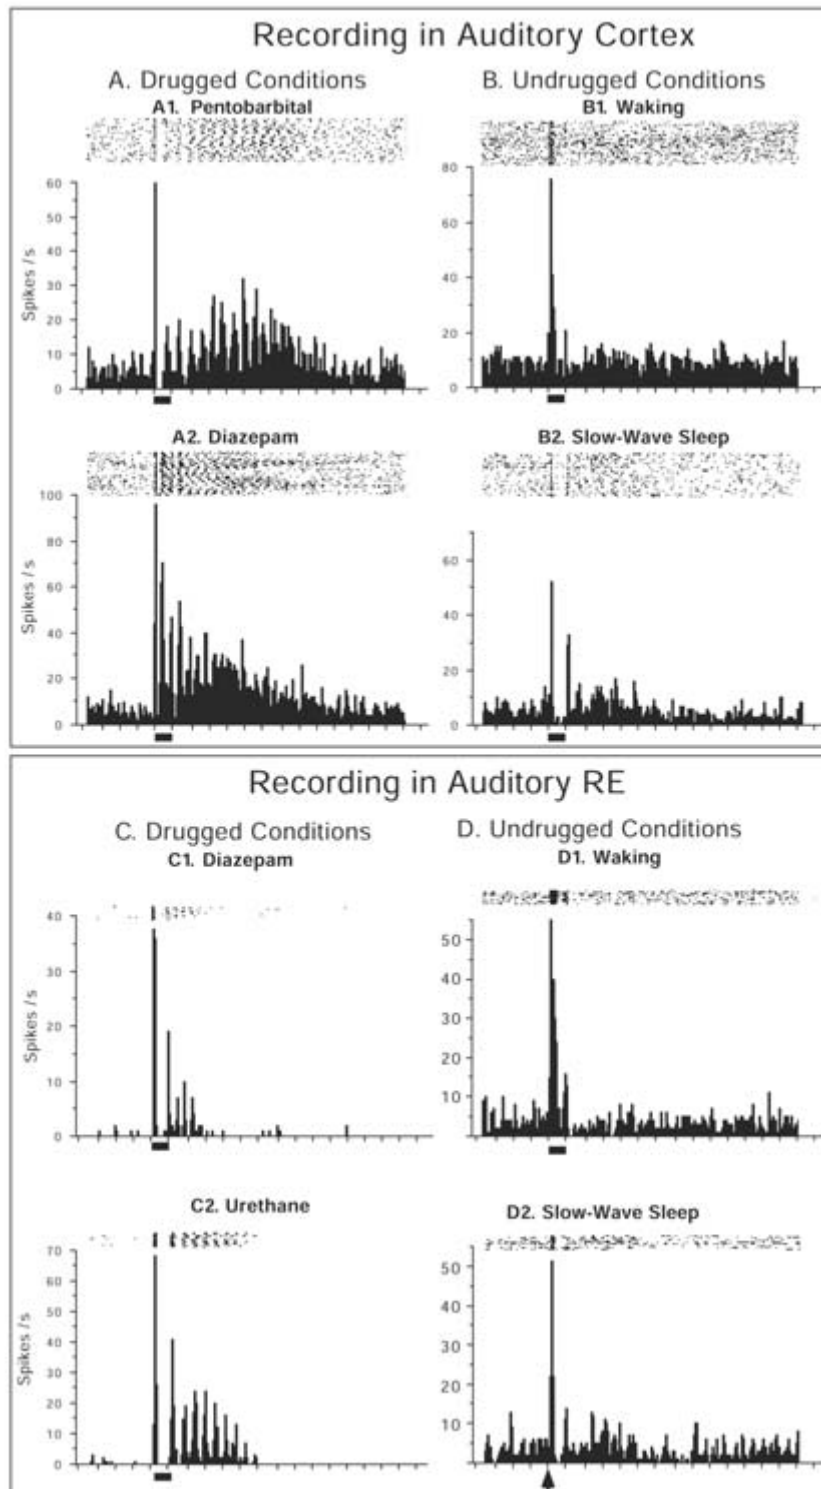 Recording in Auditory Cortex
A. Drugged Conditions
A1. Pentobarbital
60
50
40
30
20
10
0
Spikes /s
A2. Diazepam
100
80
60
40
20
0
Spikes /s
B. Undrugged Conditions
B1. Waking
80
60
40
20
0
B2. Slow-Wave Sleep
60
40
20
0
Recording in Auditory RE
C. Drugged Conditions
C1. Diazepam
40
30
20
10
0
Spikes /s
C2. Urethane
70
60
50
40
30
20
10
0
Spikes /s
D. Undrugged Conditions
D1. Waking
50
40
30
20
10
D2. Slow-Wave Sleep
50
40
30
20
10